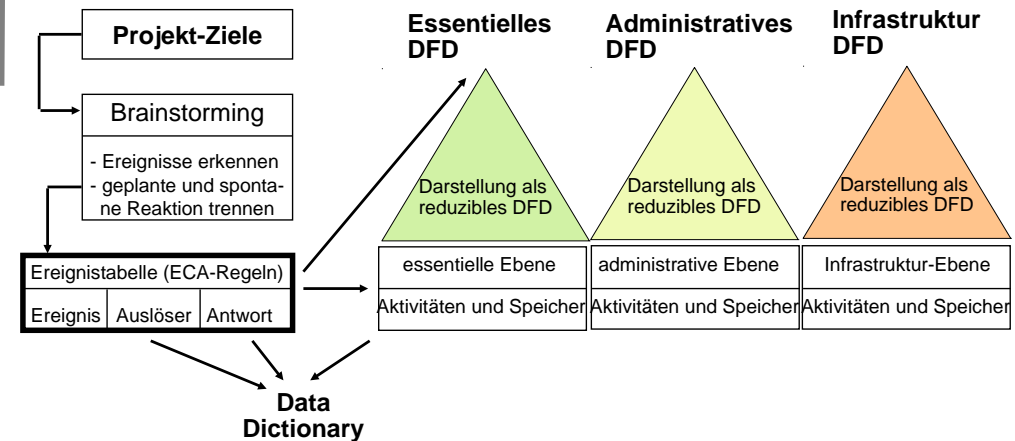 Projekt-Ziele
Brainstorming
- Ereignisse erkennen
- geplante und sponta-
ne Reaktion trennen
Ereignistabelle (ECA-Regeln)
Ereignis Auslöser Antwort
Data
Dictionary
Essentielles
DFD
Administratives
DFD
Infrastruktur
DFD
Darstellung als
reduzibles DFD
Darstellung als
reduzibles DFD
Darstellung als
reduzibles DFD
essentielle Ebene
administrative Ebene
Infrastruktur-Ebene
Aktivitäten und Speicher
Aktivitäten und Speicher
Aktivitäten und Speicher